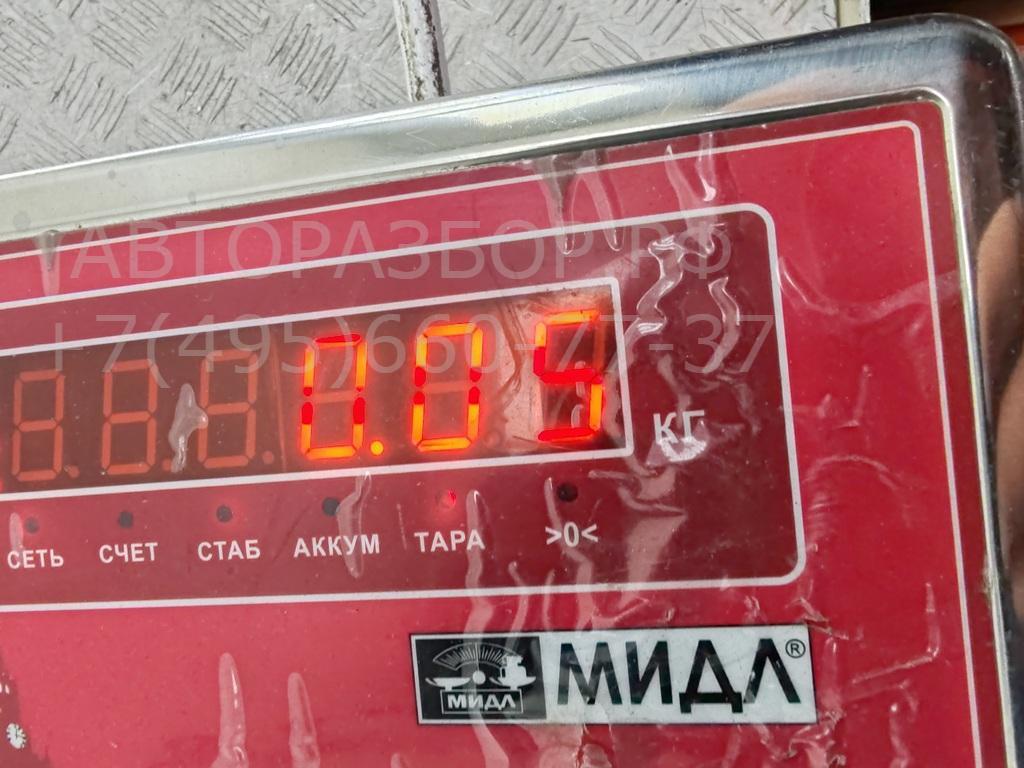 АВТОРАЗБОР.РФ
+7(495)660-77-37
0.05
КГ
СЕТЬ СЧЕТ СТАБ АККУМ ТАРА >0<
МИДЛ МИДЛ®